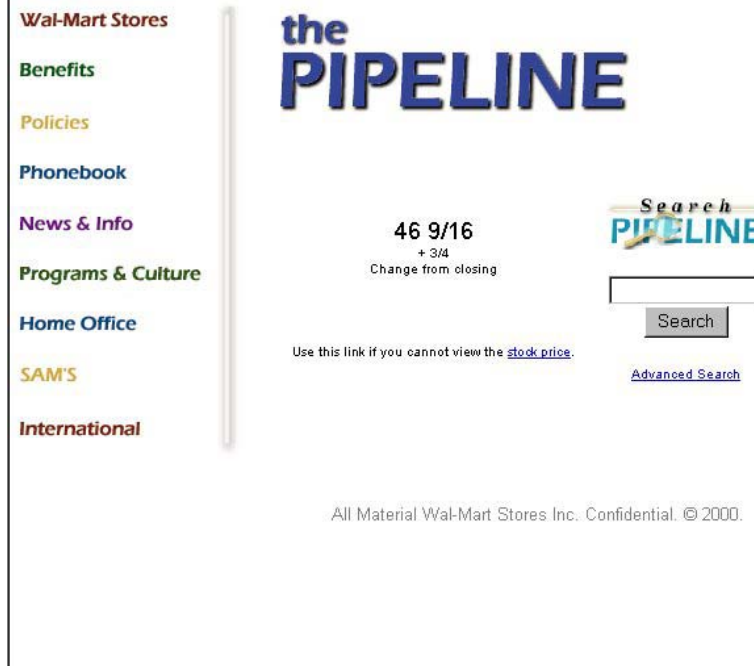 Wal-Mart Stores
Benefits
Policies
Phonebook
News & Info
Programs & Culture
Home Office
SAM'S
International
the
PIPELINE
46 9/16
+ 3/4
Change from closing
Use this link if you cannot view the stock price.
Search
PIPELINE
Search
Advanced Search
All Material Wal-Mart Stores Inc. Confidential. © 2000.